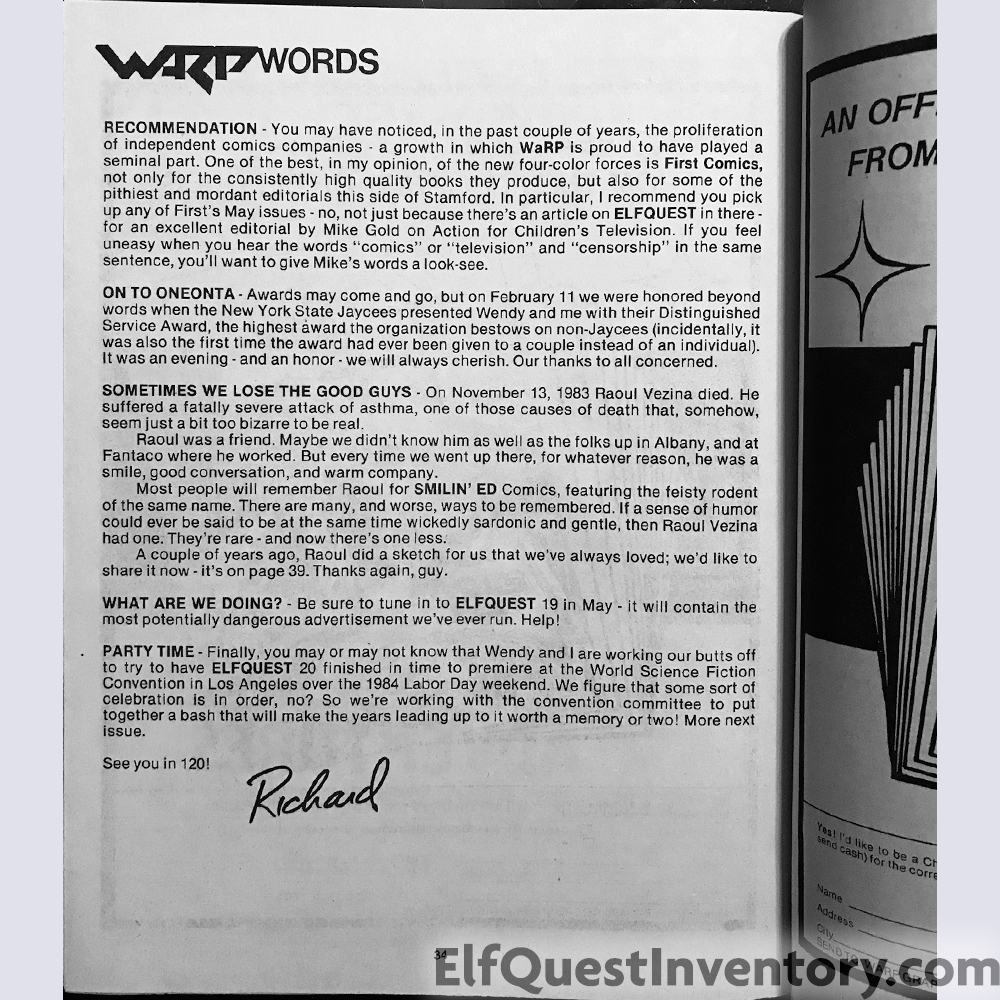 WARP WORDS
RECOMMENDATION - You may have noticed, in the past couple of years, the proliferation
of independent comics companies - a growth in which WaRP is proud to have played a
seminal part. One of the best, in my opinion, of the new four-color forces is First Comics,
not only for the consistently high quality books they produce, but also for some of the
pithiest and mordant editorials this side of Stamford. In particular, I recommend you pick
up any of First's May issues - no, not just because there's an article on ELFQUEST in there -
for an excellent editorial by Mike Gold on Action for Children's Television. If you feel
uneasy when you hear the words "comics" or "television" and "censorship" in the same
sentence, you'll want to give Mike's words a look-see.
ON TO ONEONTA - Awards may come and go, but on February 11 we were honored beyond
words when the New York State Jaycees presented Wendy and me with their Distinguished
Service Award, the highest award the organization bestows on non-Jaycees (incidentally, it
was also the first time the award had ever been given to a couple instead of an individual).
It was an evening - and an honor - we will always cherish. Our thanks to all concerned.
SOMETIMES WE LOSE THE GOOD GUYS - On November 13, 1983 Raoul Vezina died. He
suffered a fatally severe attack of asthma, one of those causes of death that, somehow,
seem just a bit too bizarre to be real.
Raoul was a friend. Maybe we didn't know him as well as the folks up in Albany, and at
Fantaco where he worked. But every time we went up there, for whatever reason, he was a
smile, good conversation, and warm company.
Most people will remember Raoul for SMILIN' ED Comics, featuring the feisty rodent
of the same name. There are many, and worse, ways to be remembered. If a sense of humor
could ever be said to be at the same time wickedly sardonic and gentle, then Raoul Vezina
had one. They're rare - and now there's one less.
A couple of years ago, Raoul did a sketch for us that we've always loved; we'd like to
share it now - it's on page 39. Thanks again, guy.
WHAT ARE WE DOING? - Be sure to tune in to ELFQUEST 19 in May - it will contain the
most potentially dangerous advertisement we've ever run. Help!
PARTY TIME - Finally, you may or may not know that Wendy and I are working our butts off
to try to have ELFQUEST 20 finished in time to premiere at the World Science Fiction
Convention in Los Angeles over the 1984 Labor Day weekend. We figure that some sort of
celebration is in order, no? So we're working with the convention committee to put
together a bash that will make the years leading up to it worth a memory or two! More next
issue.
See you in 120!
Richard
34
AN OFF
FROM
Yes! I'd like to be a Ch
send cash) for the corre
Name
Address
City
SEND TO
ElfQuestInventory.com